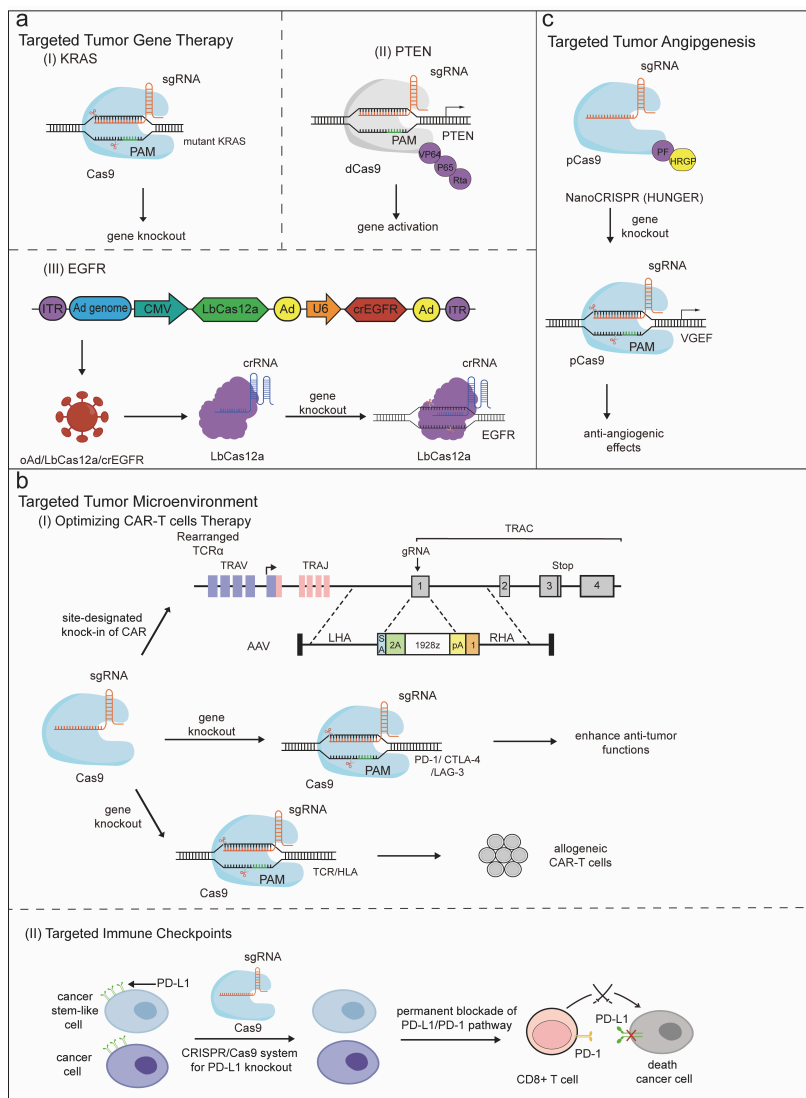 a
Targeted Tumor Gene Therapy
(I) KRAS
sgRNA
PAM
mutant KRAS
Cas9
gene knockout
(II) PTEN
sgRNA
PTEN
PAM
VP64
P65
Rta
dCas9
gene activation
(III) EGFR
ITR
Ad genome
CMV
LbCas12a
Ad
U6
crEGFR
Ad
ITR
oAd/LbCas12a/crEGFR
crRNA
LbCas12a
gene
knockout
crRNA
EGFR
LbCas12a
c
Targeted Tumor Angipgenesis
sgRNA
pCas9
PF
HRGP
NanoCRISPR (HUNGER)
gene
knockout
sgRNA
PAM
VGEF
pCas9
anti-angiogenic
effects
b
Targeted Tumor Microenvironment
(I) Optimizing CAR-T cells Therapy
Rearranged
TCRα
TRAV
TRAJ
TRAC
gRNA
Stop
1
2
3
4
site-designated
knock-in of CAR
AAV
LHA
SA
2A
1928z
pA
1
RHA
sgRNA
Cas9
gene
knockout
sgRNA
PAM
PD-1/ CTLA-4
/LAG-3
Cas9
enhance anti-tumor
functions
gene
knockout
sgRNA
PAM
TCR/HLA
Cas9
allogeneic
CAR-T cells
(II) Targeted Immune Checkpoints
PD-L1
cancer
stem-like
cell
cancer
cell
sgRNA
Cas9
CRISPR/Cas9 system
for PD-L1 knockout
permanent blockade of
PD-L1/PD-1 pathway
PD-L1
PD-1
CD8+ T cell
death
cancer cell